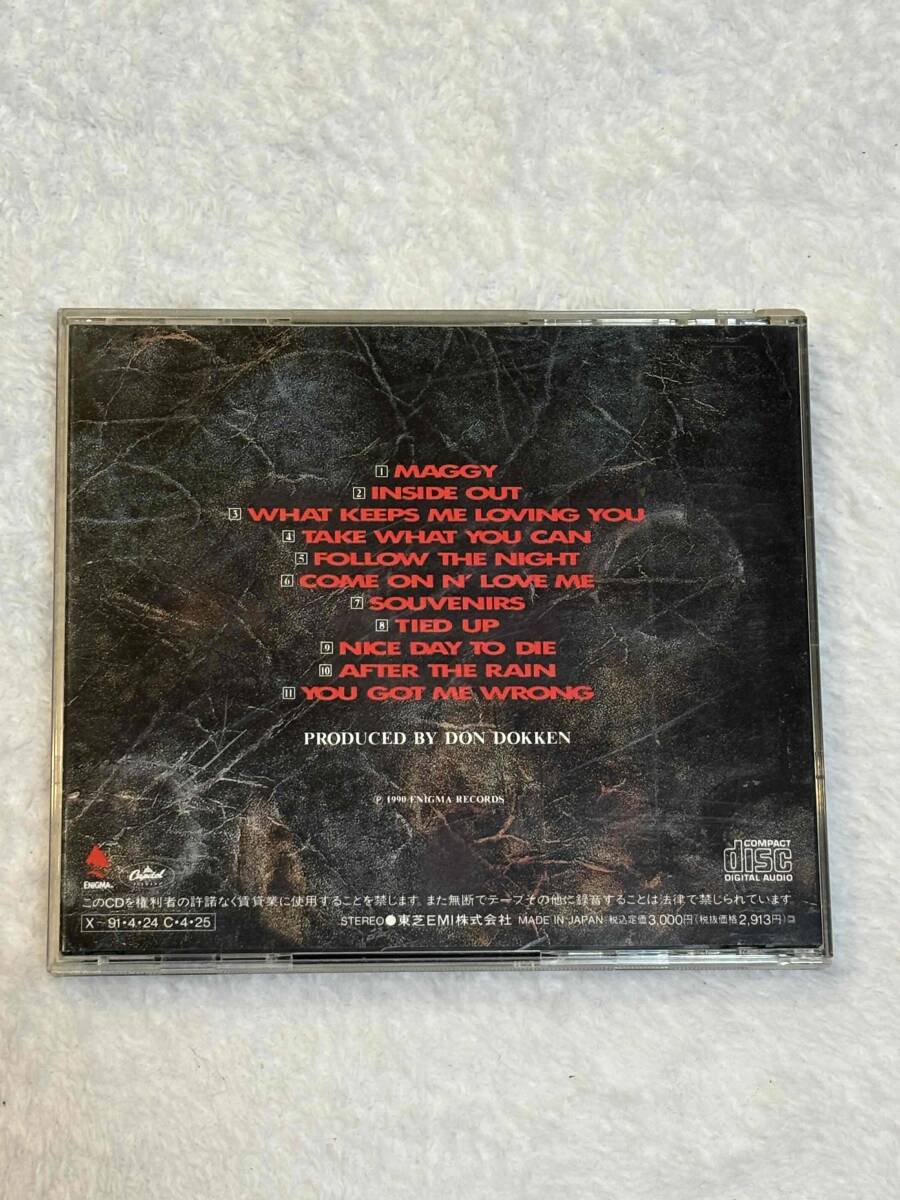 1 MAGGY
2 INSIDE OUT
3 WHAT KEEPS ME LOVING YOU
4 TAKE WHAT YOU CAN
5 FOLLOW THE NIGHT
6 COME ON N' LOVE ME
7 SOUVENIRS
8 TIED UP
9 NICE DAY TO DIE
10 AFTER THE RAIN
11 YOU GOT ME WRONG
PRODUCED BY DON DOKKEN
℗ 1990 ENIGMA RECORDS
ENIGMA
Capitol
COMPACT
disc
DIGITAL AUDIO
このCDを権利者の許諾なく賃貸業に使用することを禁じます。また無断でテープその他に録音することは法律で禁じられています
X～91・4・24 C・4・25
STEREO●東芝EMI株式会社 MADE IN JAPAN 税込定価3,000円(税抜価格2,913円)